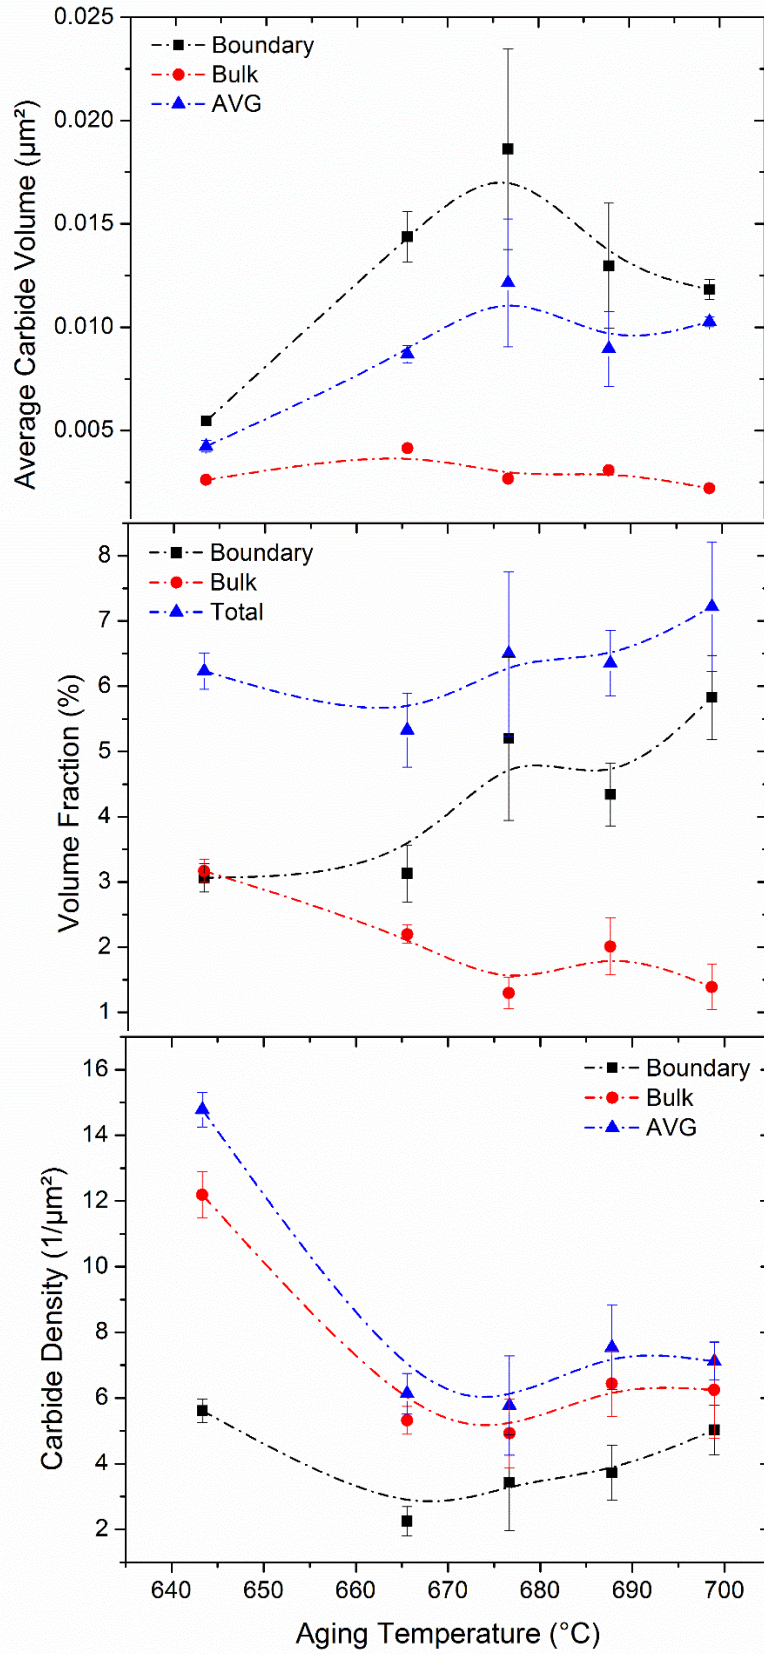 0.025
Boundary
Bulk
AVG
0.020
0.015
0.010
0.005
Average Carbide Volume (µm²)
8
Boundary
Bulk
Total
7
6
5
4
3
2
1
Volume Fraction (%)
16
Boundary
Bulk
AVG
14
12
10
8
6
4
2
Carbide Density (1/µm²)
640 650 660 670 680 690 700
Aging Temperature (°C)